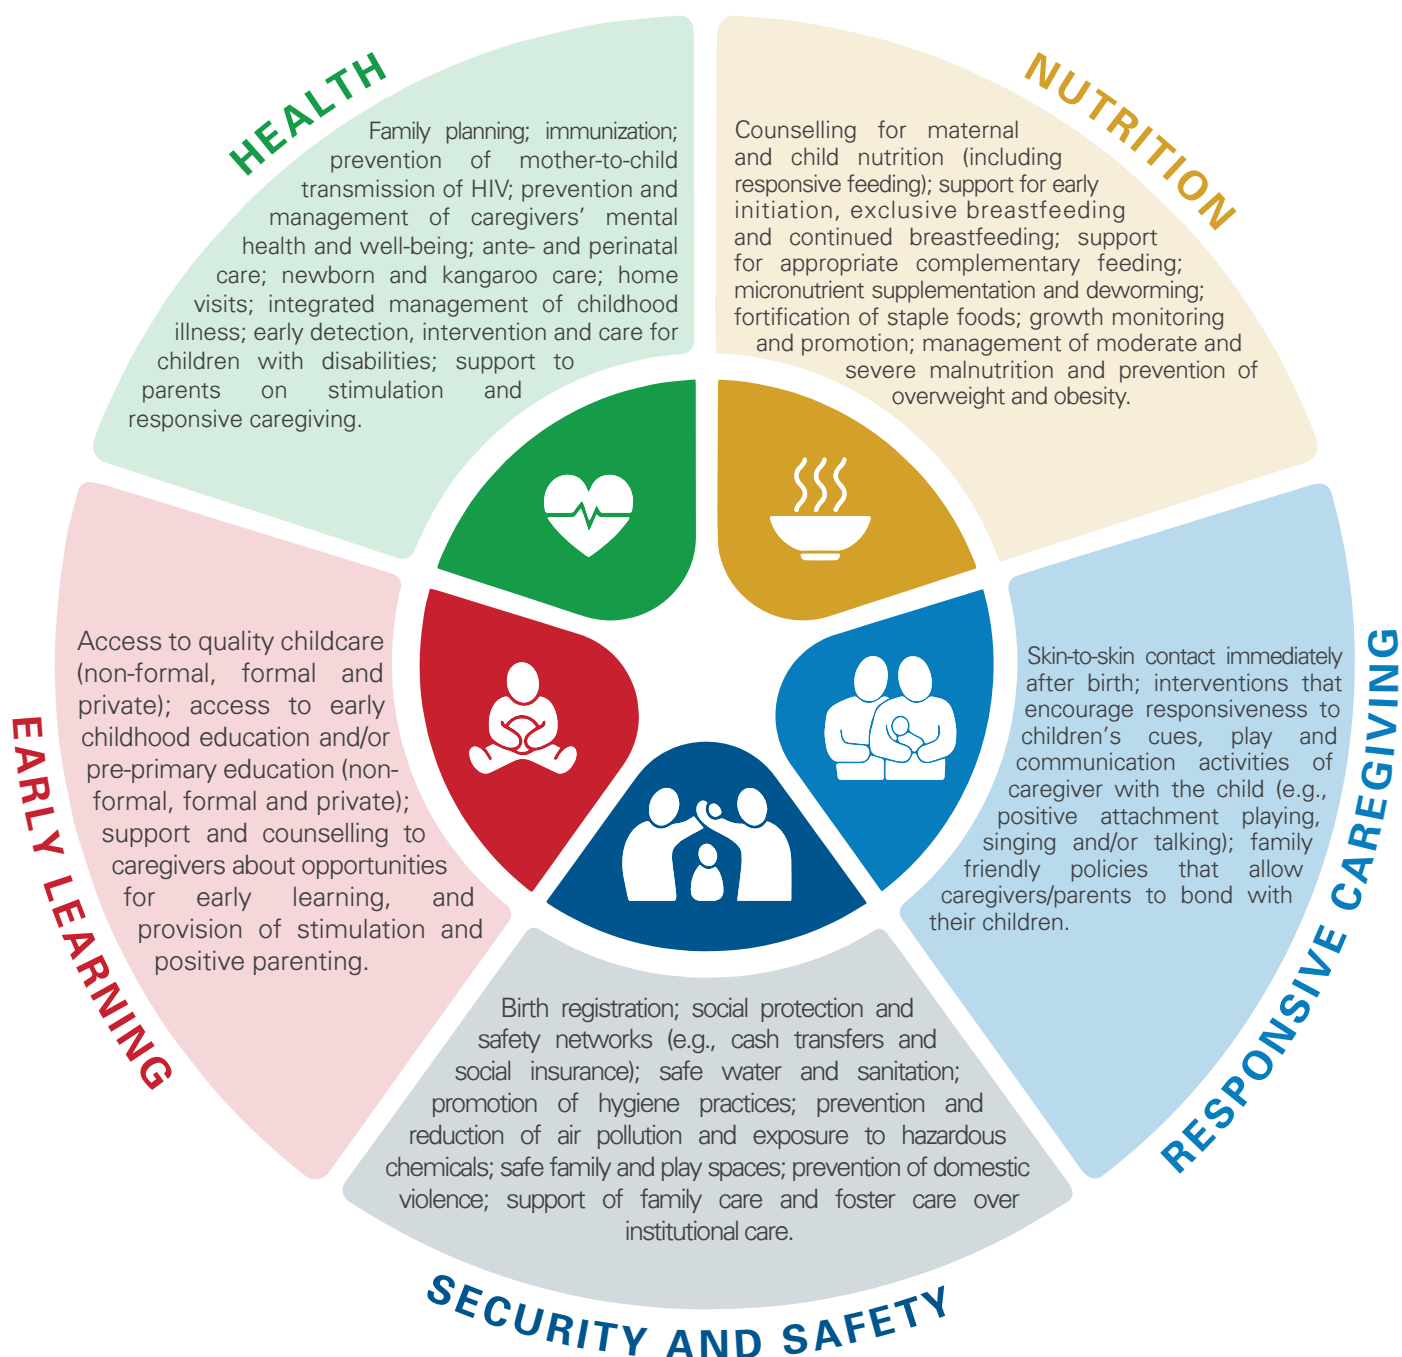 HEALTH
Family planning; immunization;
prevention of mother-to-child
transmission of HIV; prevention and
management of caregivers’ mental
health and well-being; ante- and perinatal
care; newborn and kangaroo care; home
visits; integrated management of childhood
illness; early detection, intervention and care for
children with disabilities; support to
parents on stimulation and
responsive caregiving.
NUTRITION
Counselling for maternal
and child nutrition (including
responsive feeding); support for early
initiation, exclusive breastfeeding
and continued breastfeeding; support
for appropriate complementary feeding;
micronutrient supplementation and deworming;
fortification of staple foods; growth monitoring
and promotion; management of moderate and
severe malnutrition and prevention of
overweight and obesity.
RESPONSIVE CAREGIVING
Skin-to-skin contact immediately
after birth; interventions that
encourage responsiveness to
children’s cues, play and
communication activities of
caregiver with the child (e.g.,
positive attachment playing,
singing and/or talking); family
friendly policies that allow
caregivers/parents to bond with
their children.
SECURITY AND SAFETY
Birth registration; social protection and
safety networks (e.g., cash transfers and
social insurance); safe water and sanitation;
promotion of hygiene practices; prevention and
reduction of air pollution and exposure to hazardous
chemicals; safe family and play spaces; prevention of domestic
violence; support of family care and foster care over
institutional care.
EARLY LEARNING
Access to quality childcare
(non-formal, formal and
private); access to early
childhood education and/or
pre-primary education (non-
formal, formal and private);
support and counselling to
caregivers about opportunities
for early learning, and
provision of stimulation and
positive parenting.